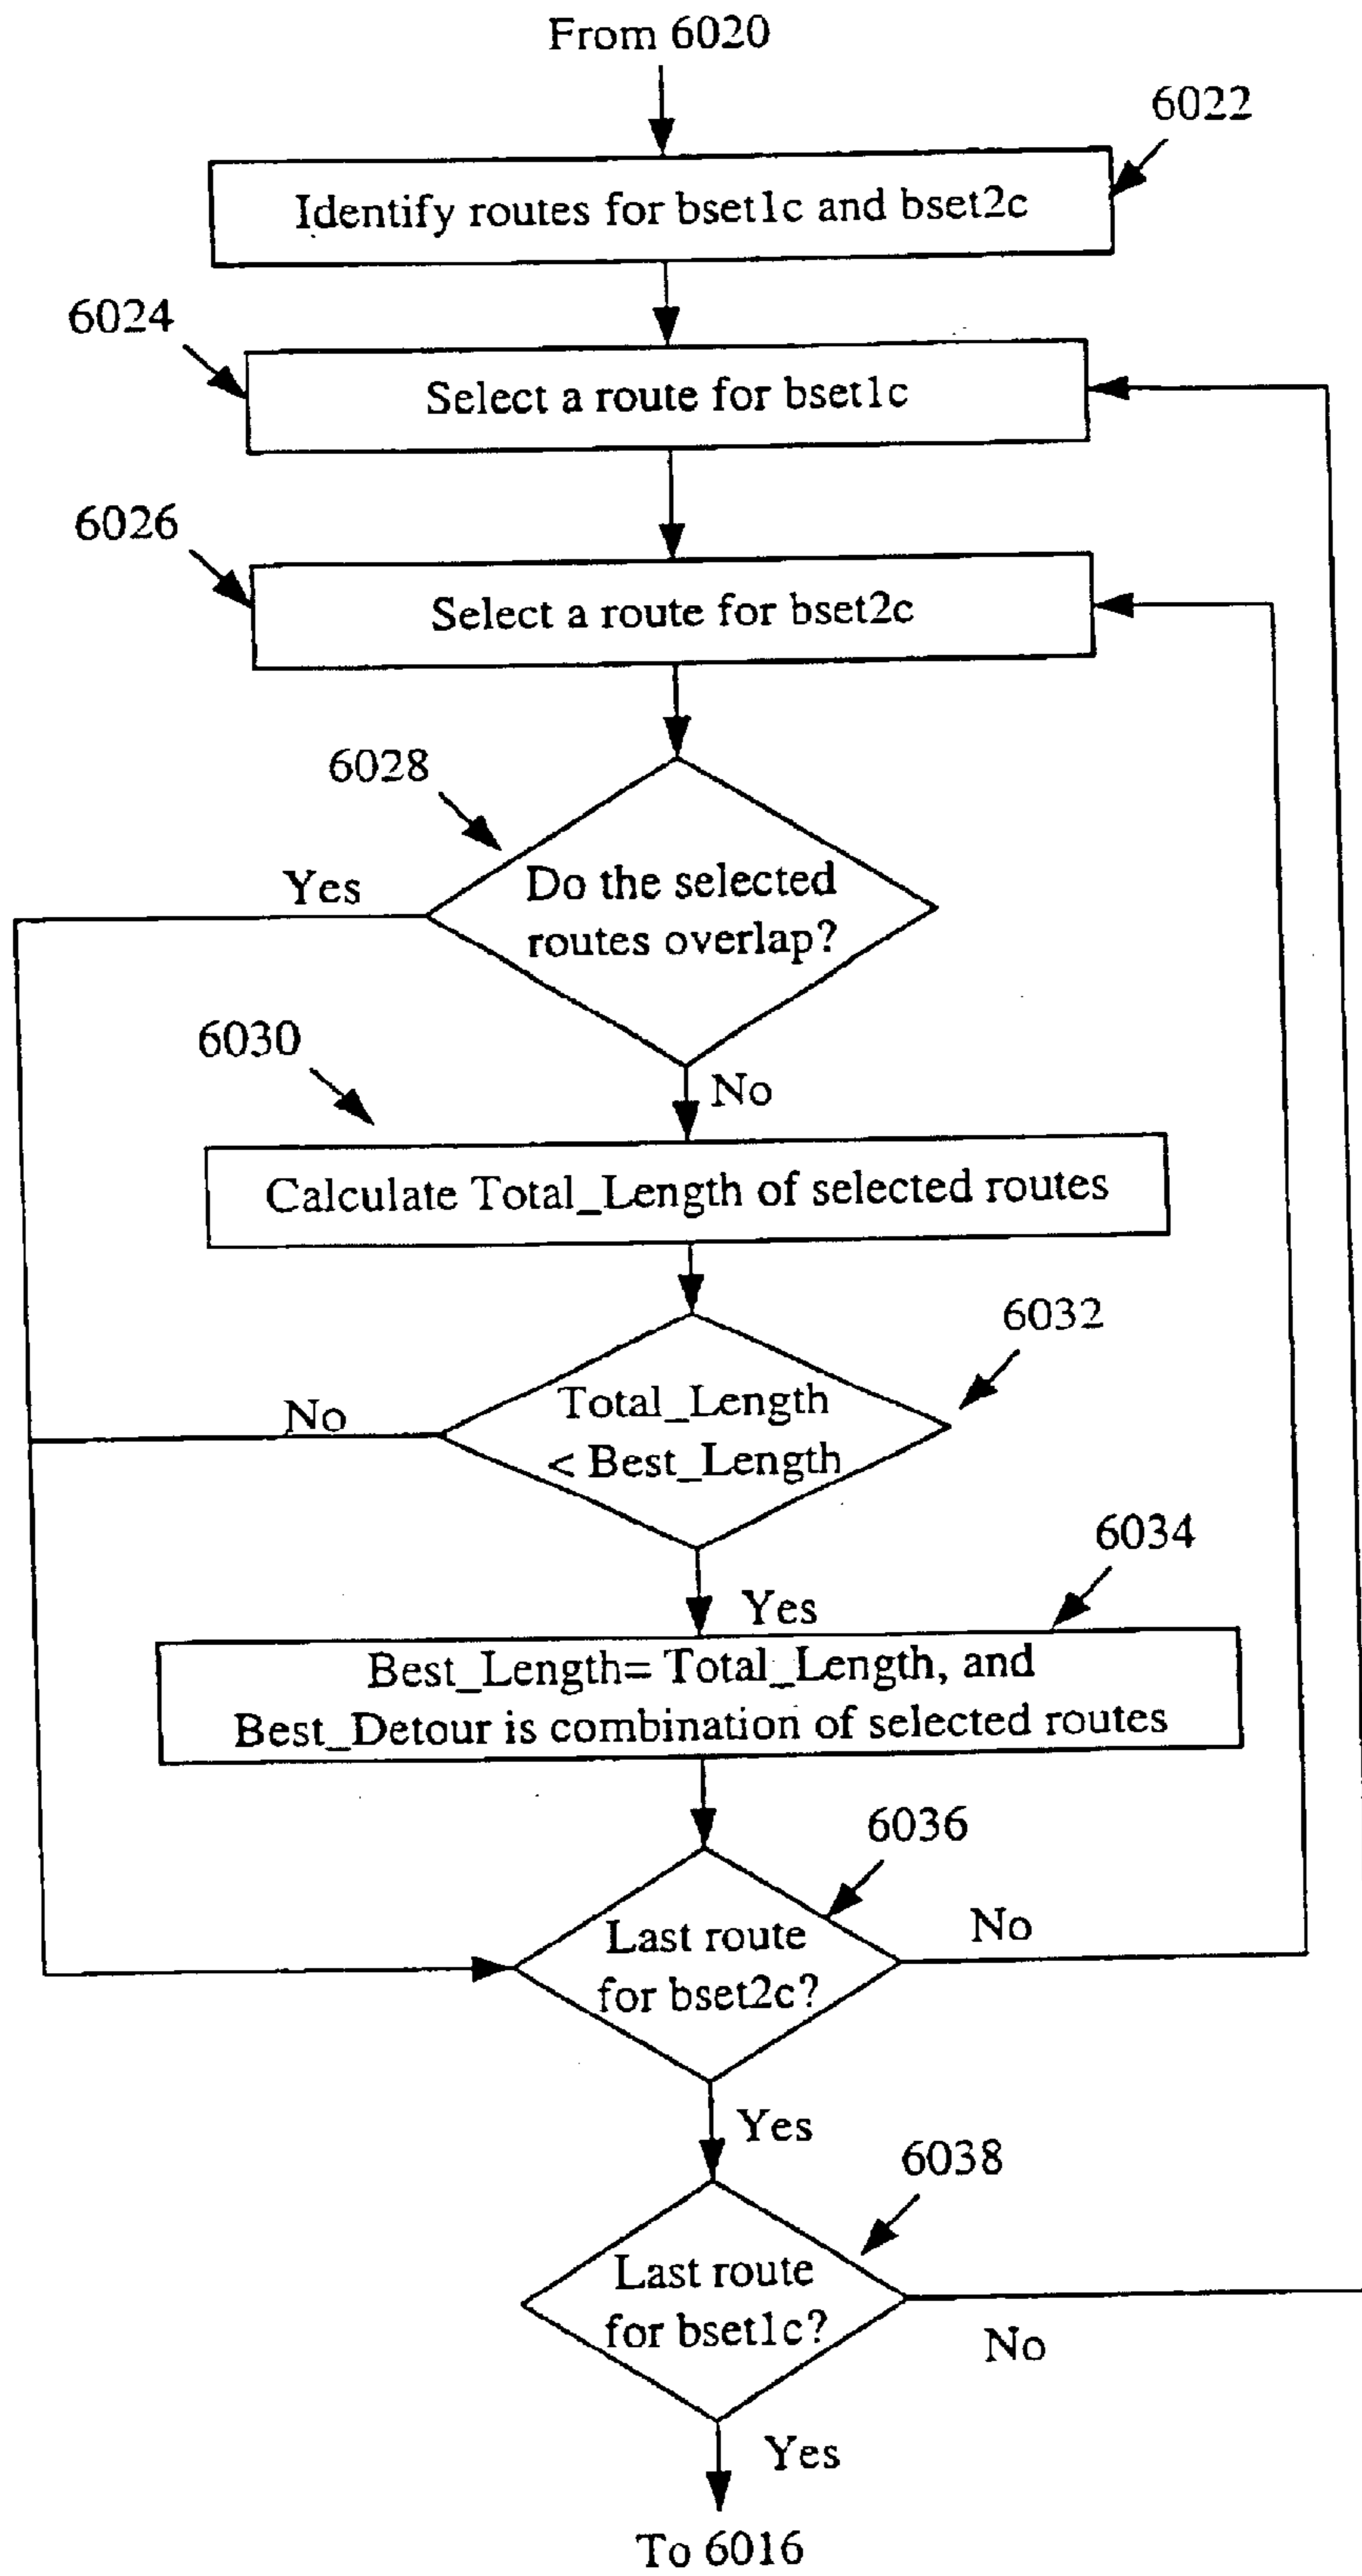 From 6020
6022
Identify routes for bset1c and bset2c
6024
Select a route for bset1c
6026
Select a route for bset2c
6028
Yes
Do the selected
routes overlap?
6030
No
Calculate Total_Length of selected routes
6032
No
Total_Length
< Best_Length
6034
Yes
Best_Length= Total_Length, and
Best_Detour is combination of selected routes
6036
Last route
for bset2c?
No
Yes
6038
Last route
for bset1c?
No
Yes
To 6016